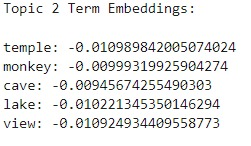 Topic 2 Term Embeddings:
temple: -0.010989842005074024
monkey: -0.00999319925904274
cave: -0.00945674255490303
lake: -0.010221345350146294
view: -0.010924934409558773